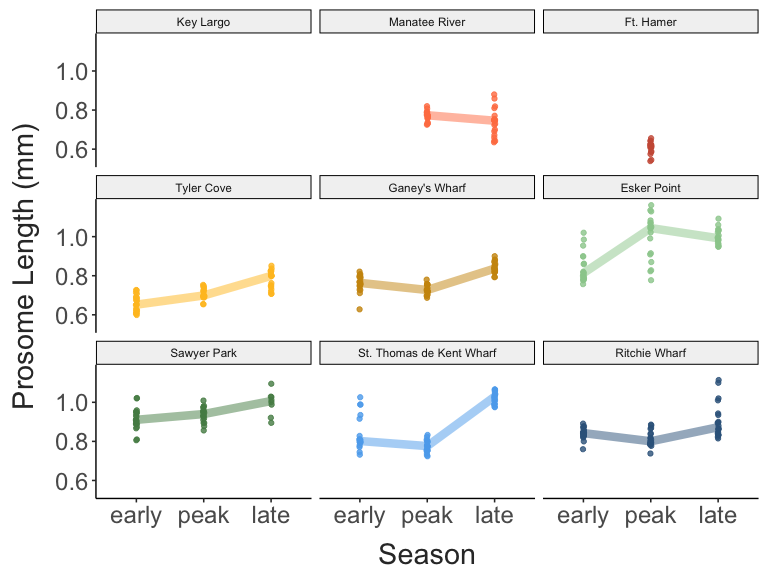 Key Largo Manatee River Ft. Hamer
1.0
0.8
0.6
Tyler Cove Ganey's Wharf Esker Point
1.0
0.8
0.6
Sawyer Park St. Thomas de Kent Wharf Ritchie Wharf
1.0
0.8
0.6
early peak late early peak late early peak late
Season
Prosome Length (mm)